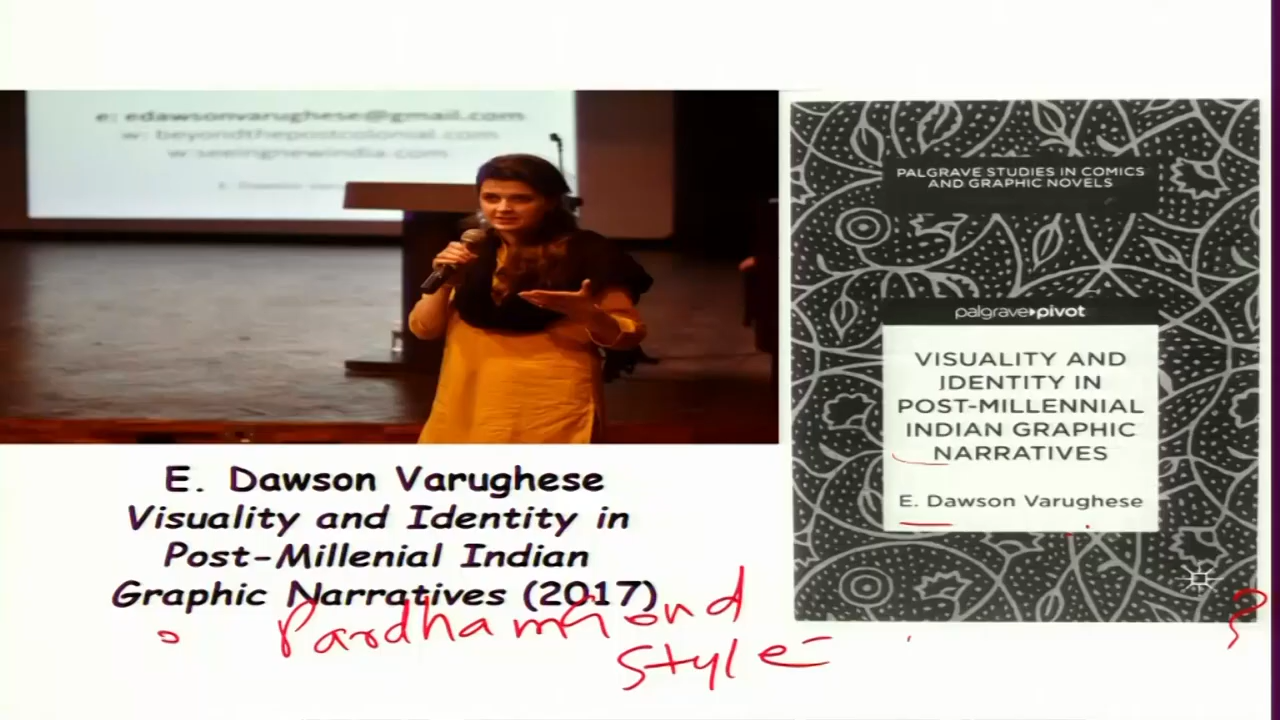 e: edawsonvarughese@gmail.com
w: beyondthepostcolonial.com
w:seeingnewindia.com
E. Dawson
PALGRAVE STUDIES IN COMICS
AND GRAPHIC NOVELS
palgrave pivot
VISUALITY AND
IDENTITY IN
POST-MILLENNIAL
INDIAN GRAPHIC
NARRATIVES
E. Dawson Varughese
E. Dawson Varughese
Visuality and Identity in
Post-Millenial Indian
Graphic Narratives (2017)
Pardham Gond
Style